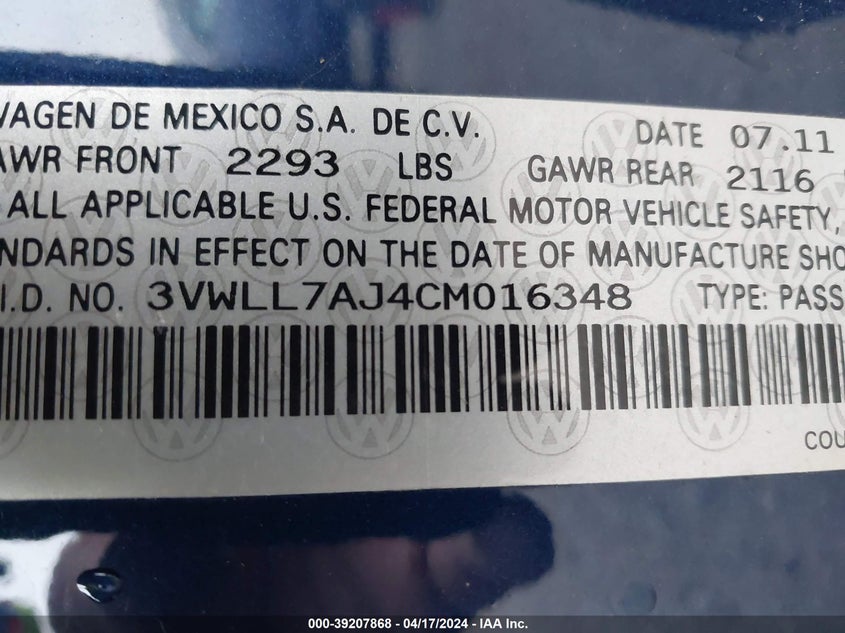 WAGEN DE MEXICO S.A. DE C.V. DATE 07.11
AWR FRONT 2293 LBS GAWR REAR 2116
ALL APPLICABLE U.S. FEDERAL MOTOR VEHICLE SAFETY,
NDARDS IN EFFECT ON THE DATE OF MANUFACTURE SHO
I.D. NO. 3VWLL7AJ4CM016348 TYPE: PASS
COU
000-39207868 - 04/17/2024 - IAA Inc.